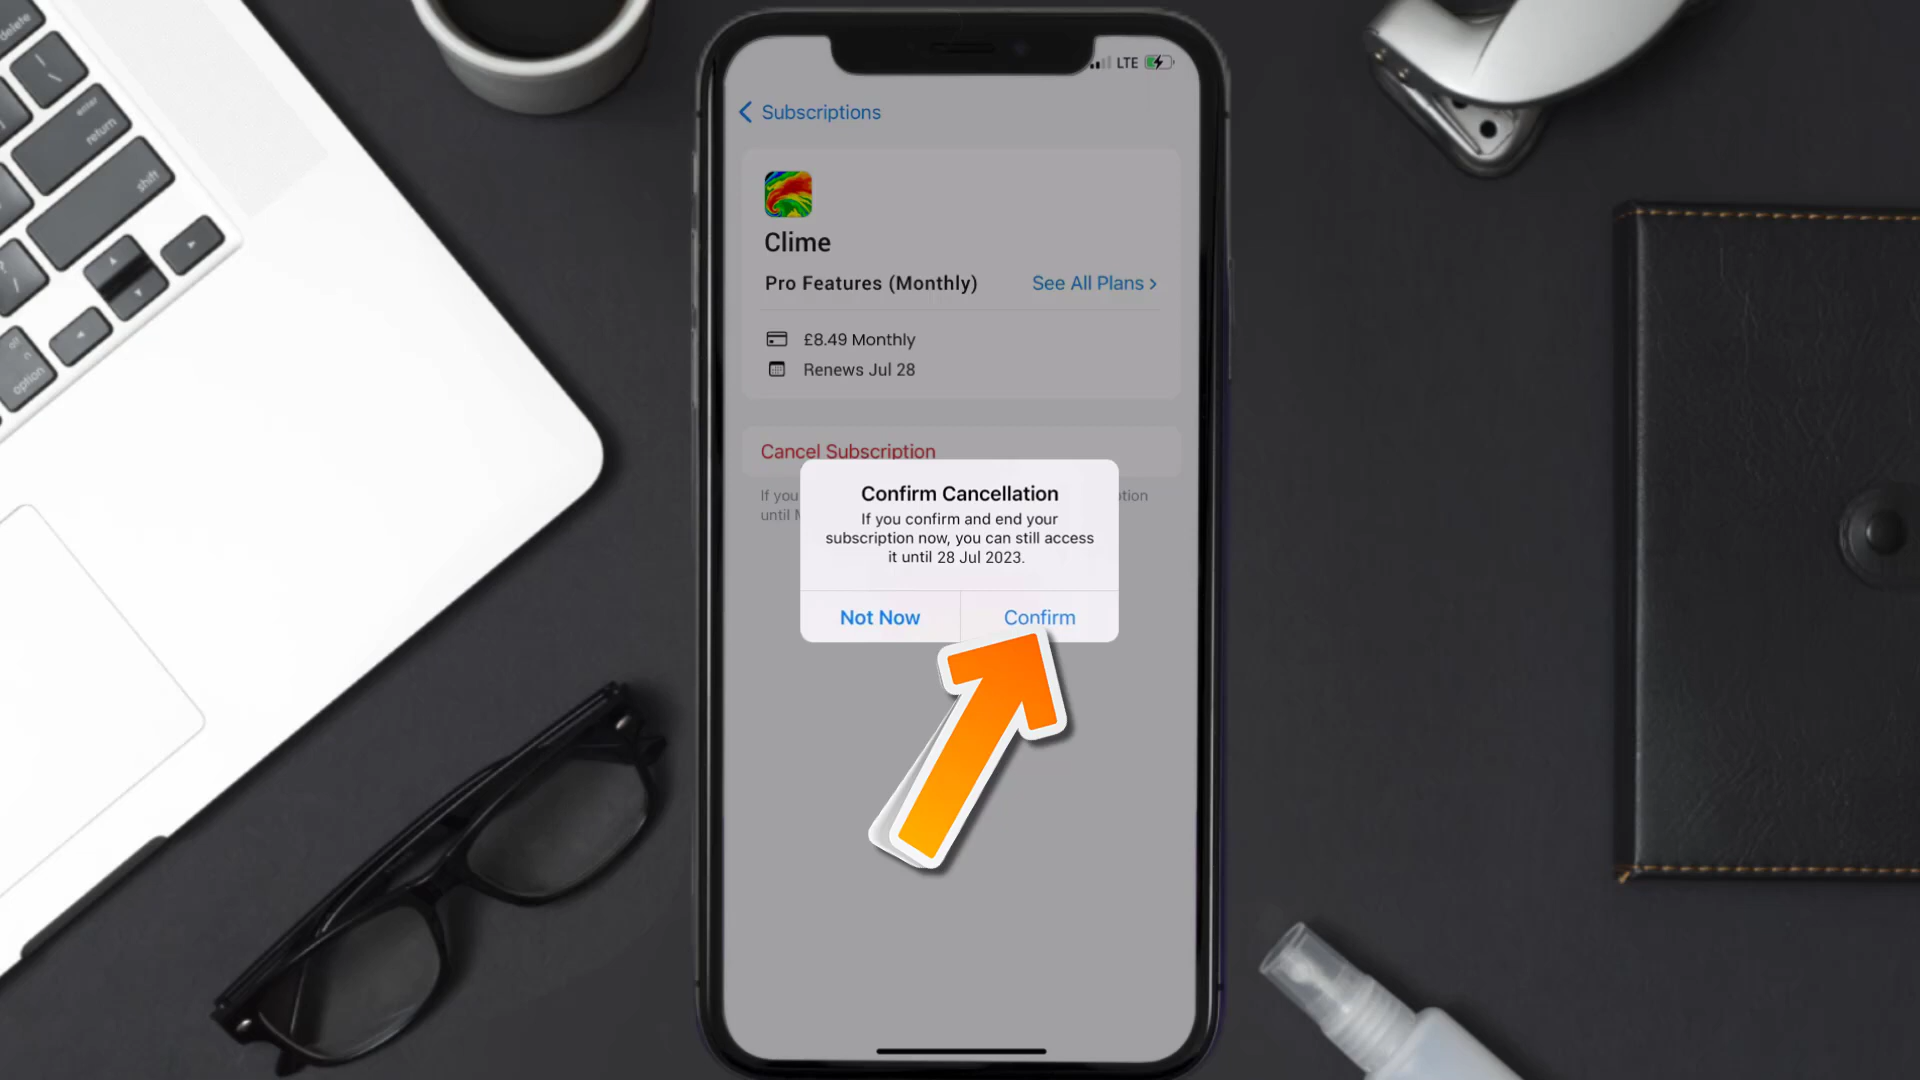 delete
enter
return
shift
alt
option
LTE
Subscriptions
Clime
Pro Features (Monthly)
See All Plans >
£8.49 Monthly
Renews Jul 28
Cancel Subscription
If you
ption
until
Confirm Cancellation
If you confirm and end your
subscription now, you can still access
it until 28 Jul 2023.
Not Now
Confirm